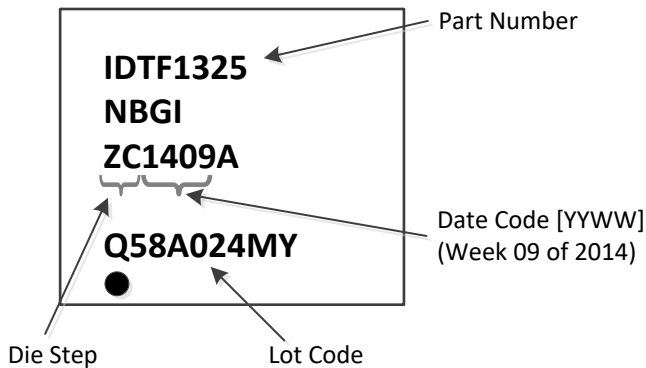 Part Number
IDTF1325
NBGI
ZC1409A
Date Code [YYWW]
(Week 09 of 2014)
Q58A024MY
Die Step
Lot Code